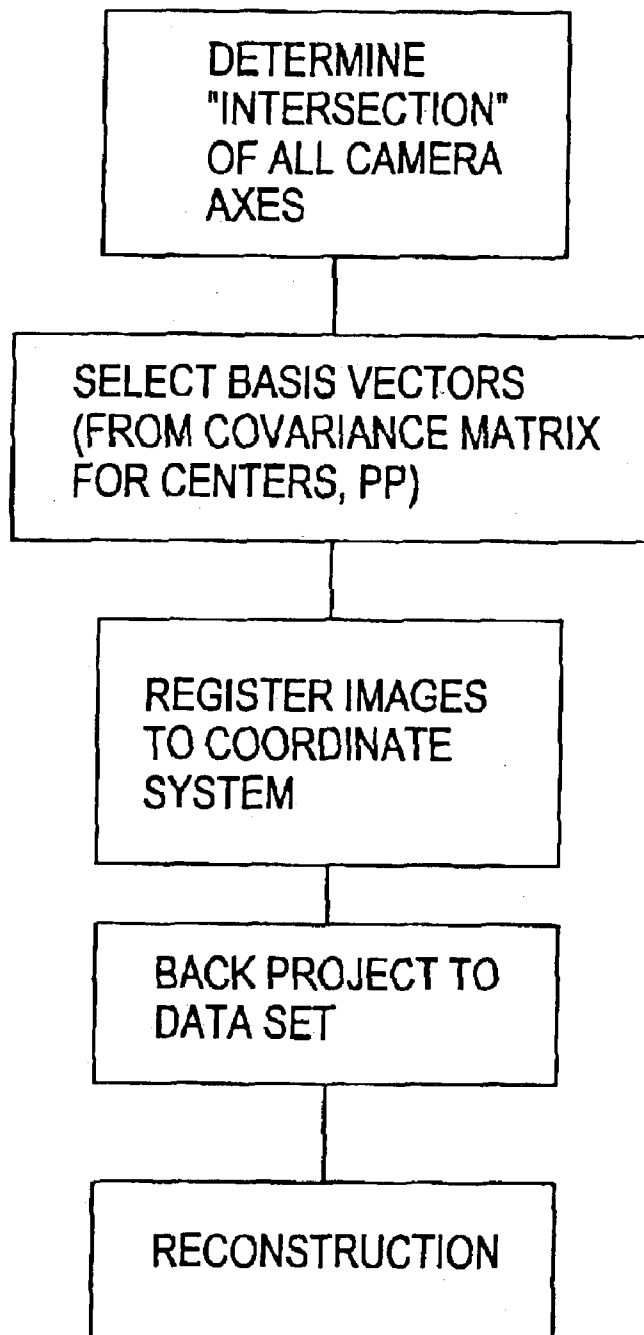 DETERMINE
"INTERSECTION"
OF ALL CAMERA
AXES
SELECT BASIS VECTORS
(FROM COVARIANCE MATRIX
FOR CENTERS, PP)
REGISTER IMAGES
TO COORDINATE
SYSTEM
BACK PROJECT TO
DATA SET
RECONSTRUCTION